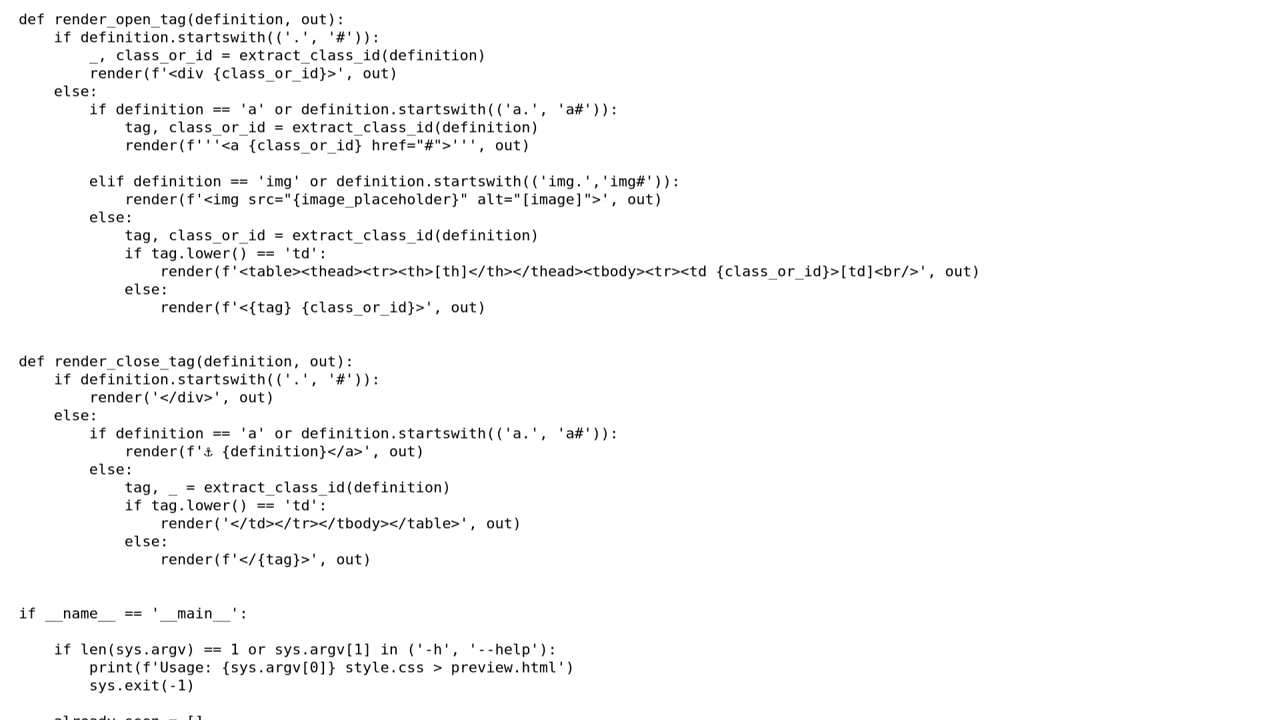 def render_open_tag(definition, out):
    if definition.startswith(('.', '#')):
        _, class_or_id = extract_class_id(definition)
        render(f'<div {class_or_id}>', out)
    else:
        if definition == 'a' or definition.startswith(('a.', 'a#')):
            tag, class_or_id = extract_class_id(definition)
            render(f'''<a {class_or_id} href="#">''', out)

        elif definition == 'img' or definition.startswith(('img.','img#')):
            render(f'<img src="{image_placeholder}" alt="[image]">', out)
        else:
            tag, class_or_id = extract_class_id(definition)
            if tag.lower() == 'td':
                render(f'<table><thead><tr><th>[th]</th></thead><tbody><tr><td {class_or_id}>[td]<br/>', out)
            else:
                render(f'<{tag} {class_or_id}>', out)


def render_close_tag(definition, out):
    if definition.startswith(('.', '#')):
        render('</div>', out)
    else:
        if definition == 'a' or definition.startswith(('a.', 'a#')):
            render(f'⚓ {definition}</a>', out)
        else:
            tag, _ = extract_class_id(definition)
            if tag.lower() == 'td':
                render('</td></tr></tbody></table>', out)
            else:
                render(f'</{tag}>', out)


if __name__ == '__main__':

    if len(sys.argv) == 1 or sys.argv[1] in ('-h', '--help'):
        print(f'Usage: {sys.argv[0]} style.css > preview.html')
        sys.exit(-1)

    already_seen = []